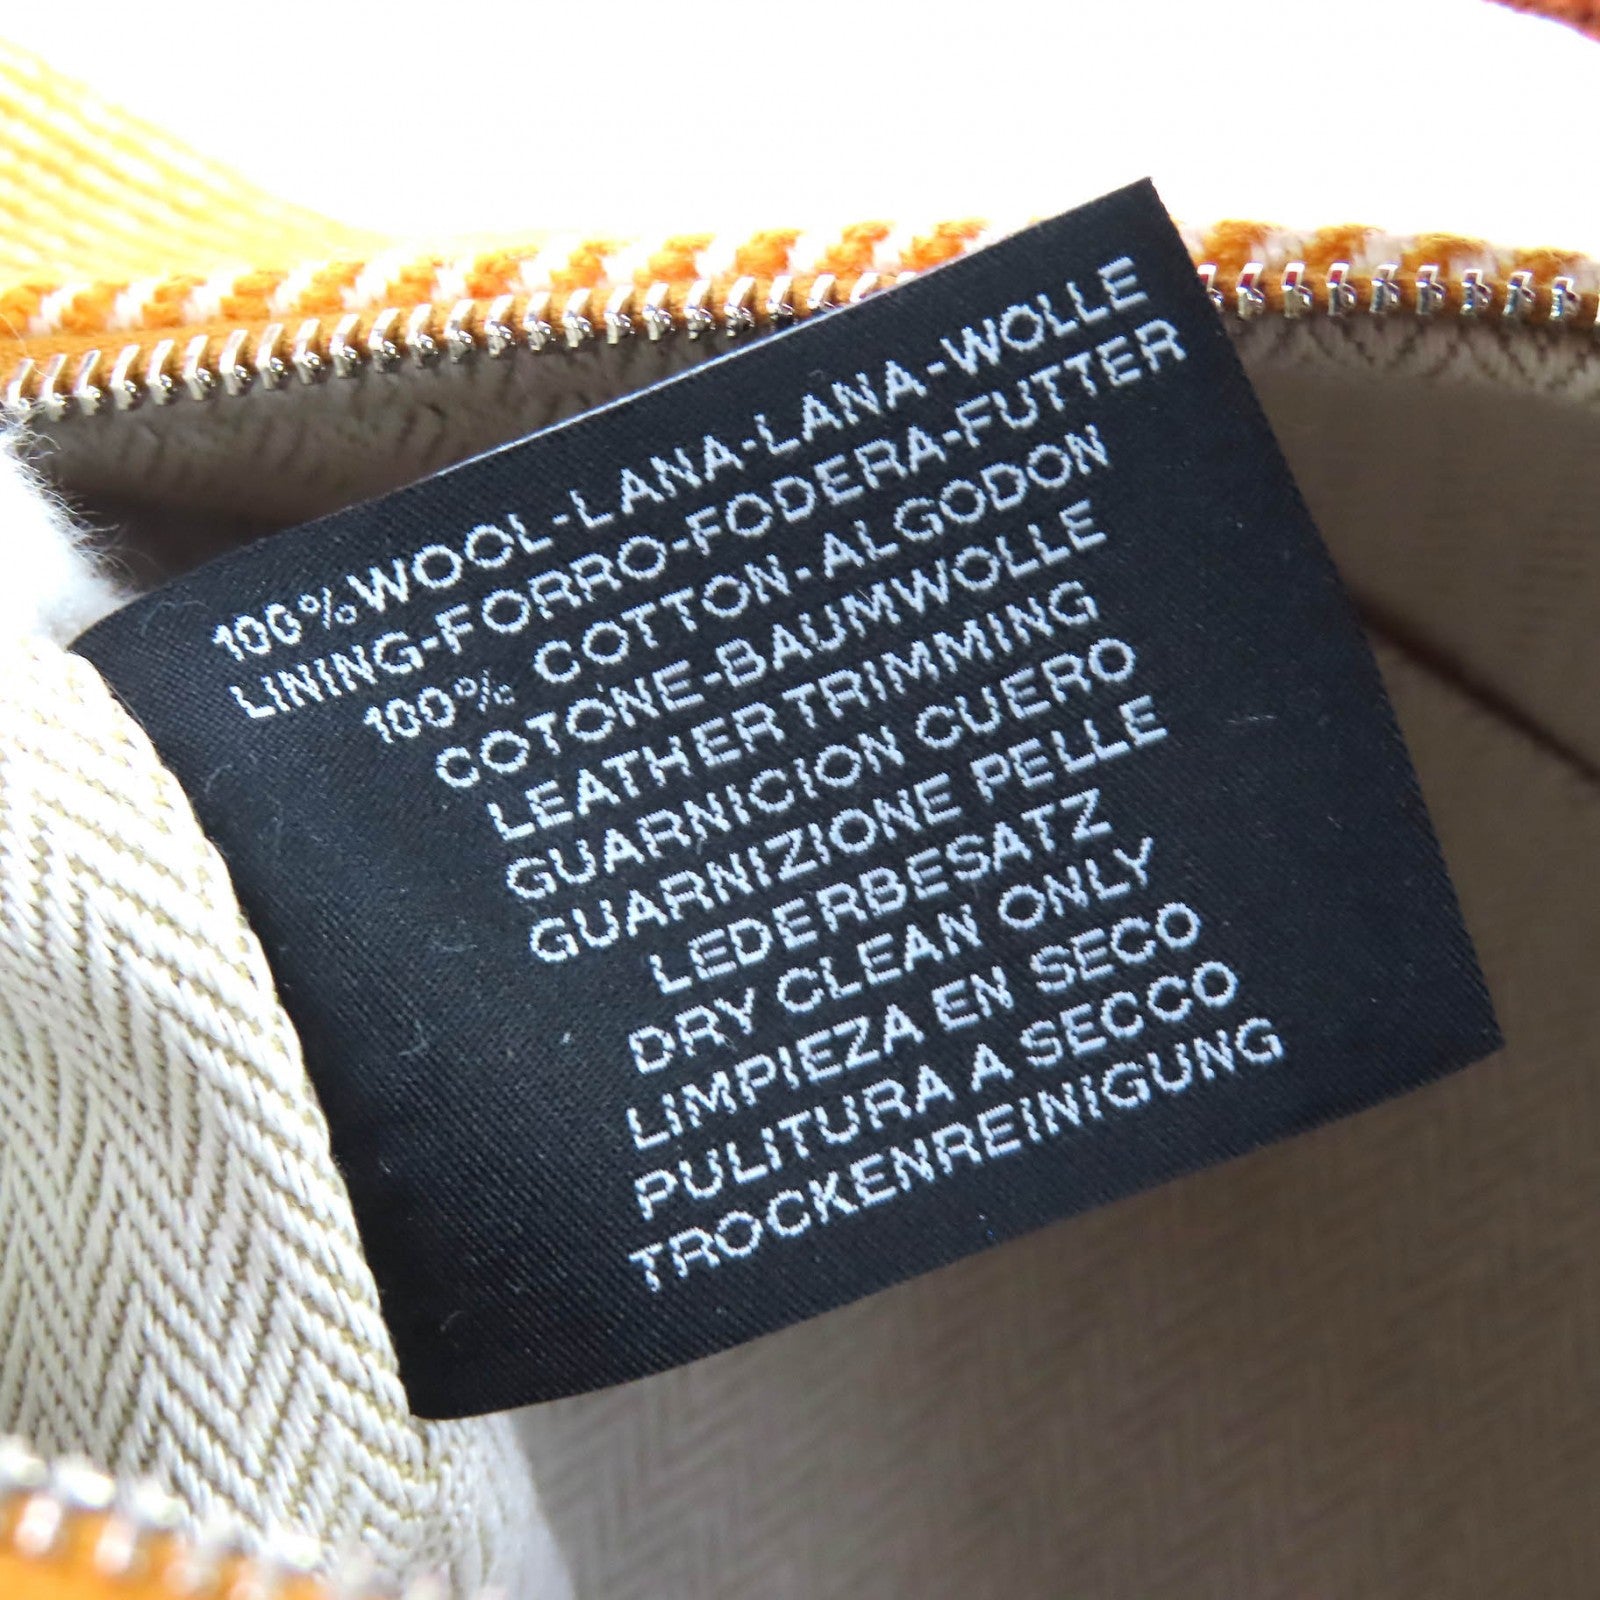 100% WOOL-LANA-LANA-WOLLE
LINING-FORRO-FODERA-FUTTER
100% COTTON-ALGODON
COTONE-BAUMWOLLE
LEATHER TRIMMING
GUARNICION CUERO
GUARNIZIONE PELLE
LEDERBESATZ
DRY CLEAN ONLY
LIMPIEZA EN SECO
PULITURA A SECCO
TROCKENREINIGUNG